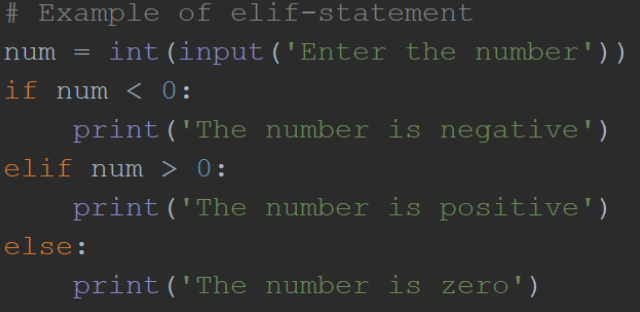 # Example of elif-statement
num = int(input('Enter the number'))
if num < 0:
    print('The number is negative')
elif num > 0:
    print('The number is positive')
else:
    print('The number is zero')